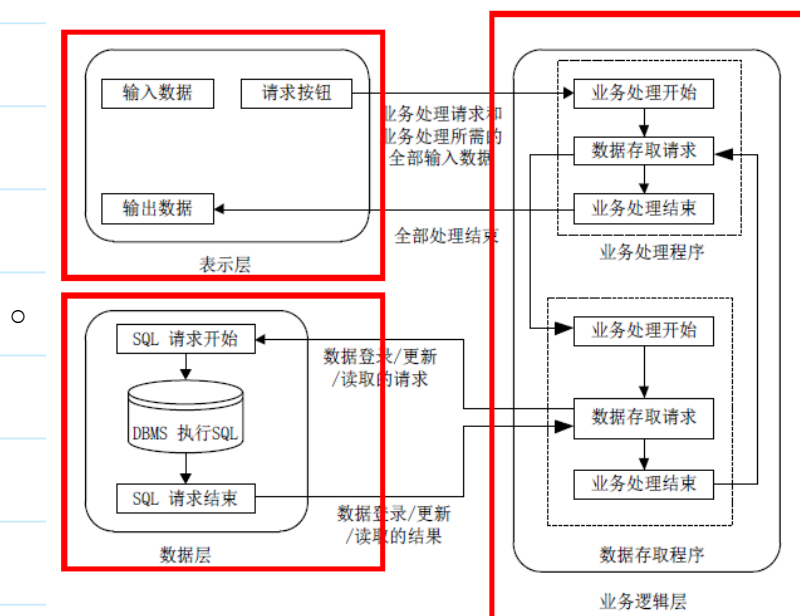 输入数据
请求按钮
输出数据
表示层
业务处理请求和
业务处理所需的
全部输入数据
全部处理结束
业务处理开始
数据存取请求
业务处理结束
业务处理程序
SQL 请求开始
DBMS 执行SQL
SQL 请求结束
数据层
数据登录/更新
/读取的请求
数据登录/更新
/读取的结果
业务处理开始
数据存取请求
业务处理结束
数据存取程序
业务逻辑层